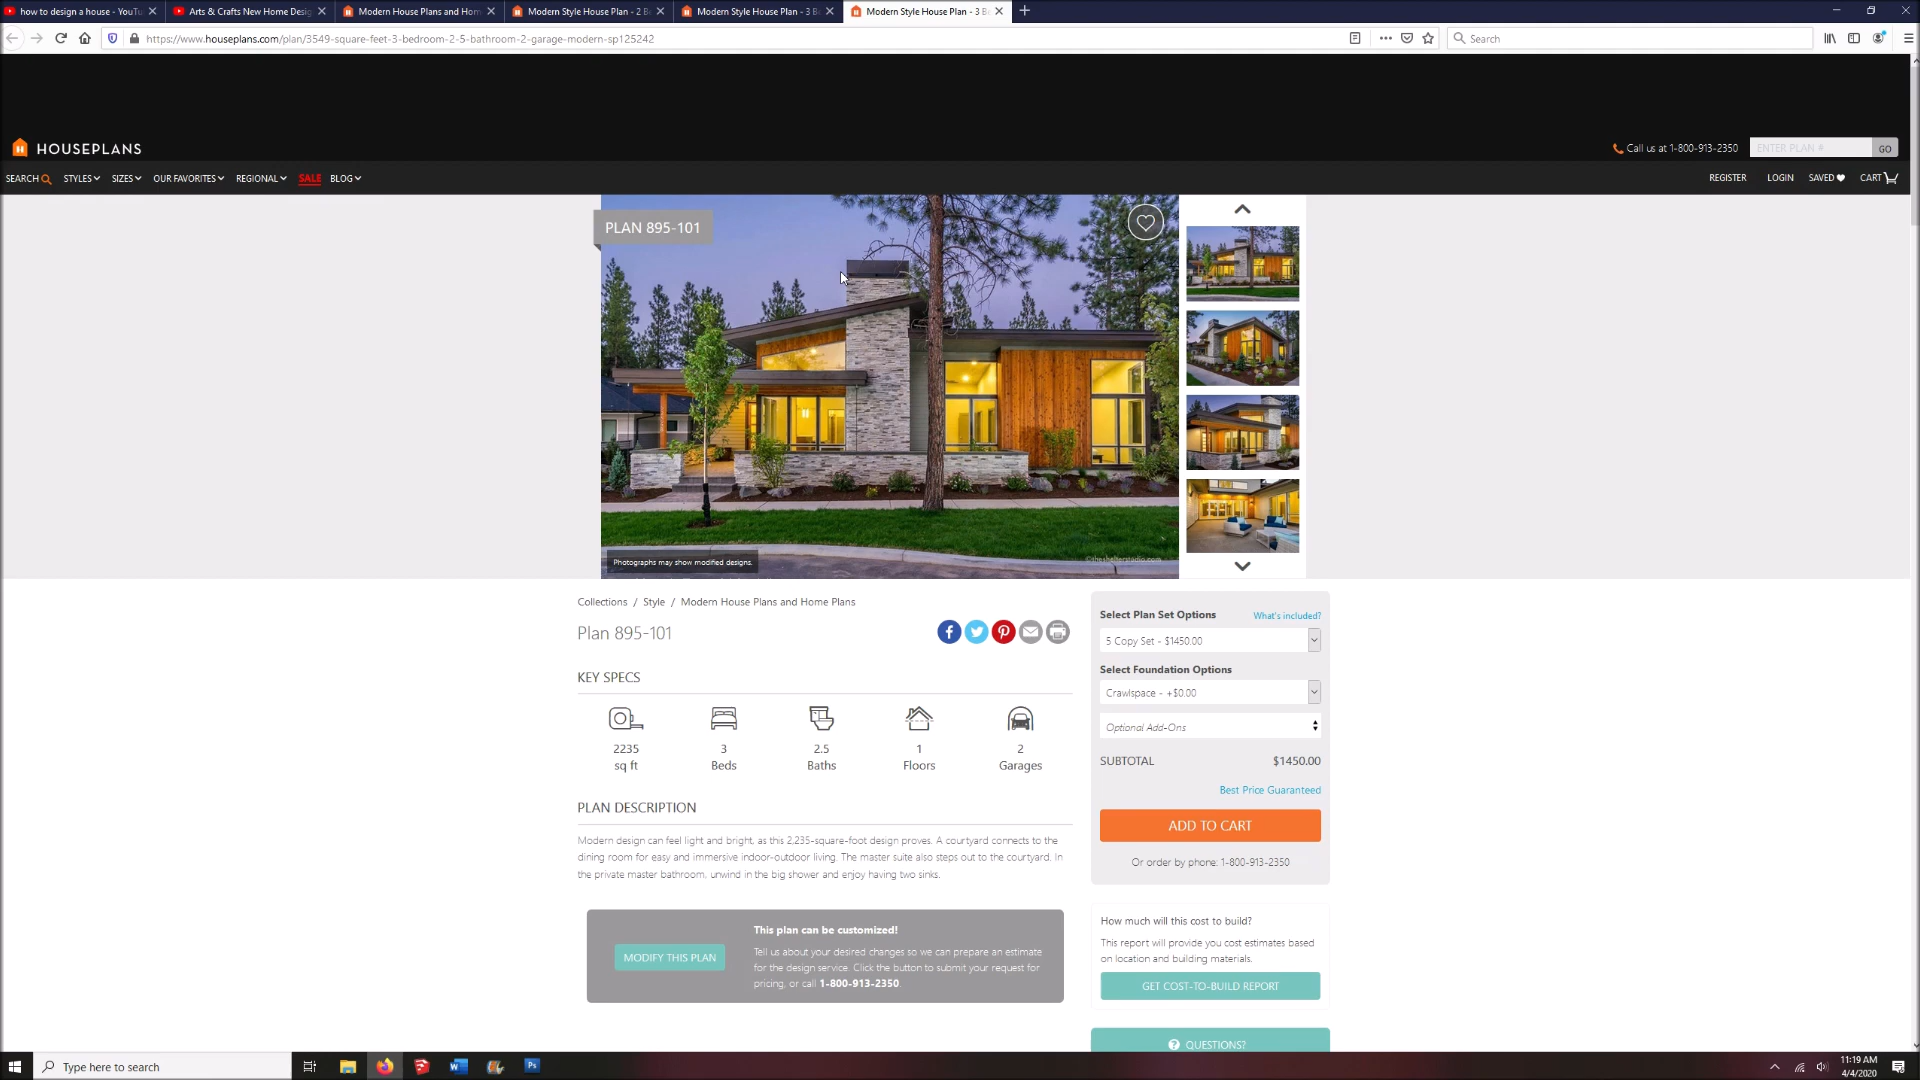 how to design a house - YouTu
Arts & Crafts New Home Desig
Modern House Plans and Hom
Modern Style House Plan - 2 B
Modern Style House Plan - 3 B
Modern Style House Plan - 3 B
https://www.houseplans.com/plan/3549-square-feet-3-bedroom-2-5-bathroom-2-garage-modern-sp125242
Search
HOUSEPLANS
Call us at 1-800-913-2350
ENTER PLAN #
GO
SEARCH STYLES SIZES OUR FAVORITES REGIONAL SALE BLOG
REGISTER LOGIN SAVED CART
PLAN 895-101
Photographs may show modified designs.
Collections / Style / Modern House Plans and Home Plans
Plan 895-101
KEY SPECS
2235 3 2.5 1 2
sq ft Beds Baths Floors Garages
PLAN DESCRIPTION
Modern design can feel light and bright, as this 2,235-square-foot design proves. A courtyard connects to the
dining room for easy and immersive indoor-outdoor living. The master suite also steps out to the courtyard. In
the private master bathroom, unwind in the big shower and enjoy having two sinks.
MODIFY THIS PLAN
This plan can be customized!
Tell us about your desired changes so we can prepare an estimate
for the design service. Click the button to submit your request for
pricing, or call 1-800-913-2350.
Select Plan Set Options What's included?
5 Copy Set - $1450.00
Select Foundation Options
Crawlspace - +$0.00
Optional Add-Ons
SUBTOTAL $1450.00
Best Price Guaranteed
ADD TO CART
Or order by phone: 1-800-913-2350
How much will this cost to build?
This report will provide you cost estimates based
on location and building materials.
GET COST-TO-BUILD REPORT
QUESTIONS?
Type here to search
11:19 AM
4/4/2020